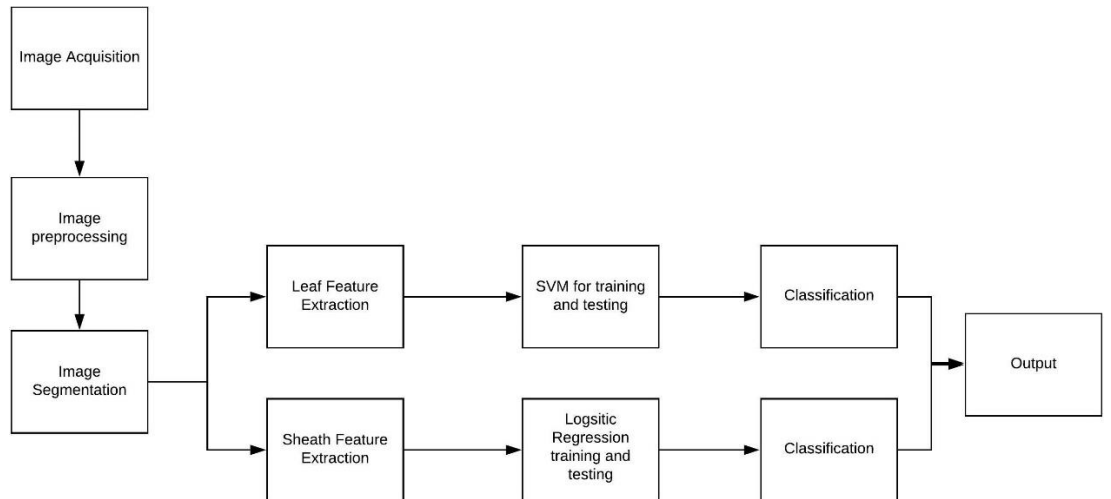 Image Acquisition
Image
preprocessing
Image
Segmentation
Leaf Feature
Extraction
SVM for training
and testing
Classification
Sheath Feature
Extraction
Logsitic
Regression
training and
testing
Classification
Output